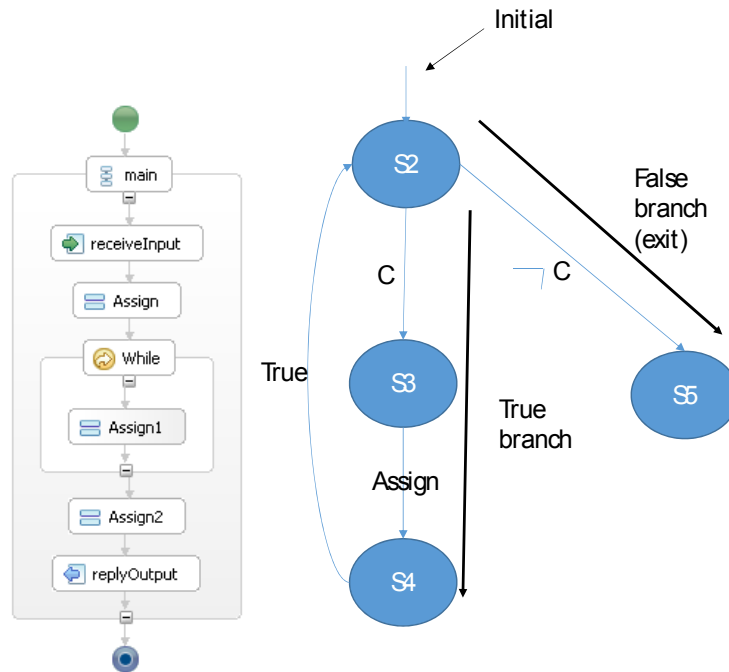 main
receiveInput
Assign
While
Assign1
Assign2
replyOutput
Initial
S2
False
branch
(exit)
C
¬ C
True
S3
S5
True
branch
Assign
S4